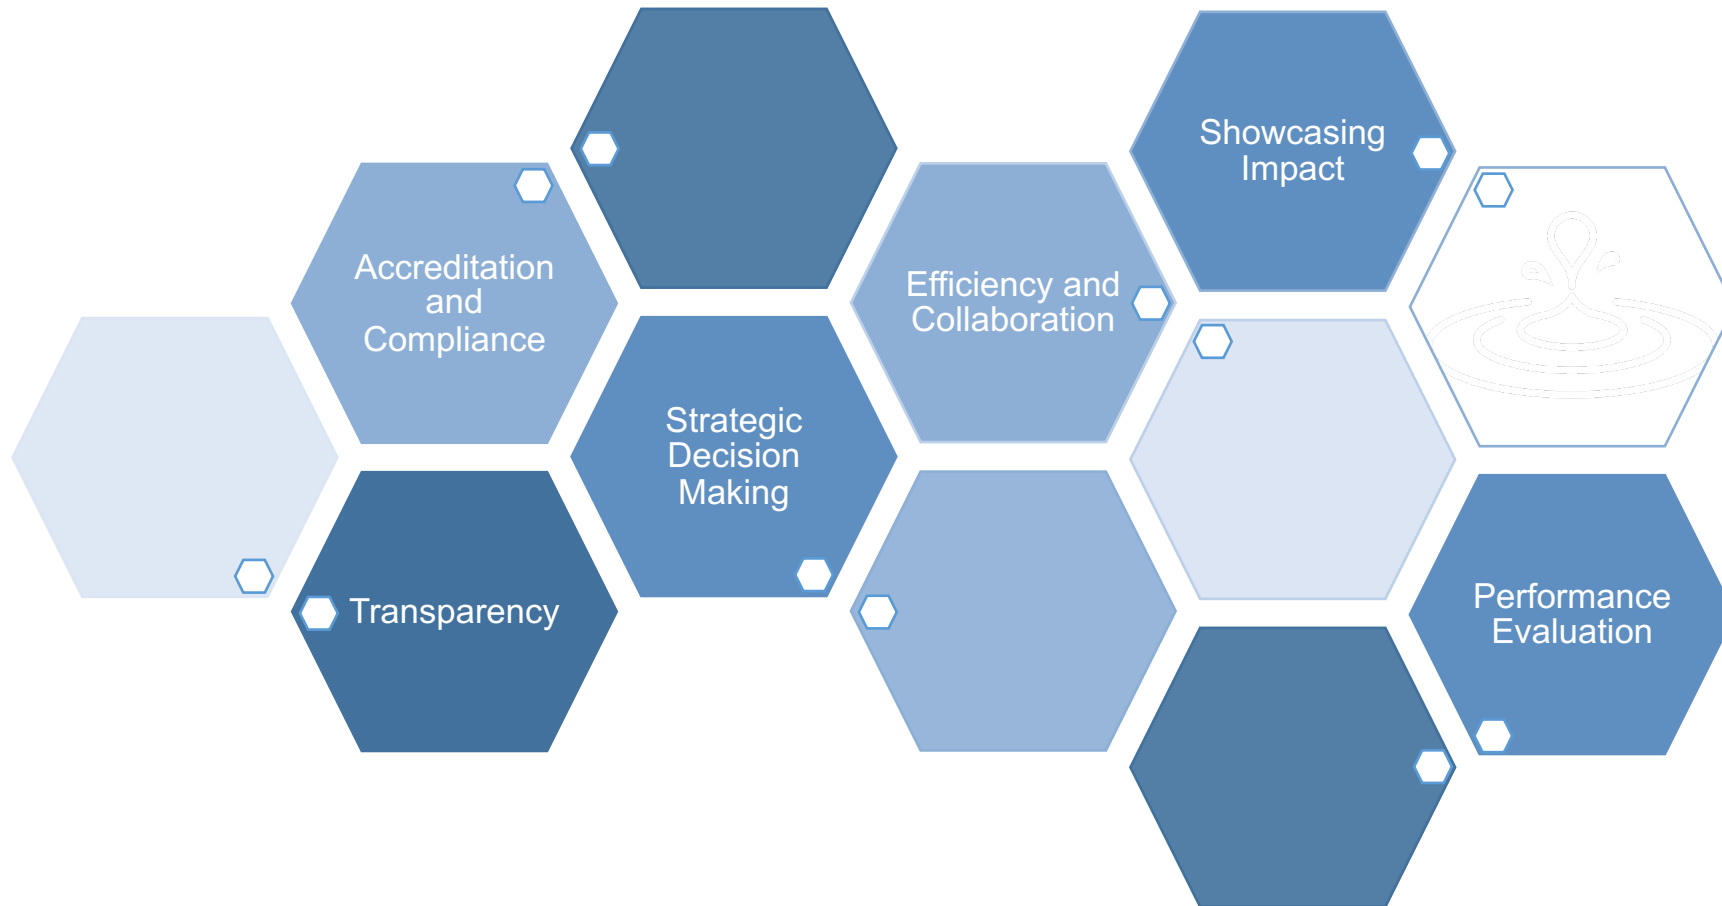 Accreditation
and
Compliance
Transparency
Strategic
Decision
Making
Efficiency and
Collaboration
Showcasing
Impact
Performance
Evaluation